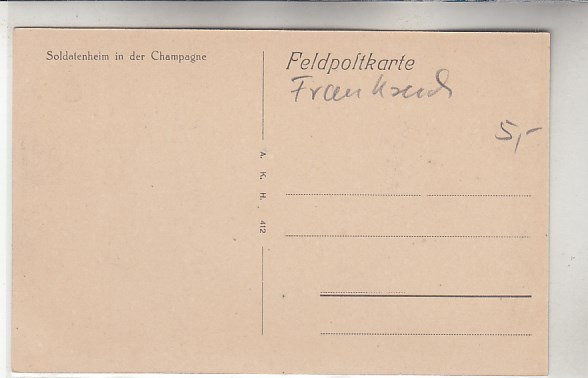 Soldatenheim in der Champagne
Feldpostkarte
Frankreich
5,-
A. K. H. 412